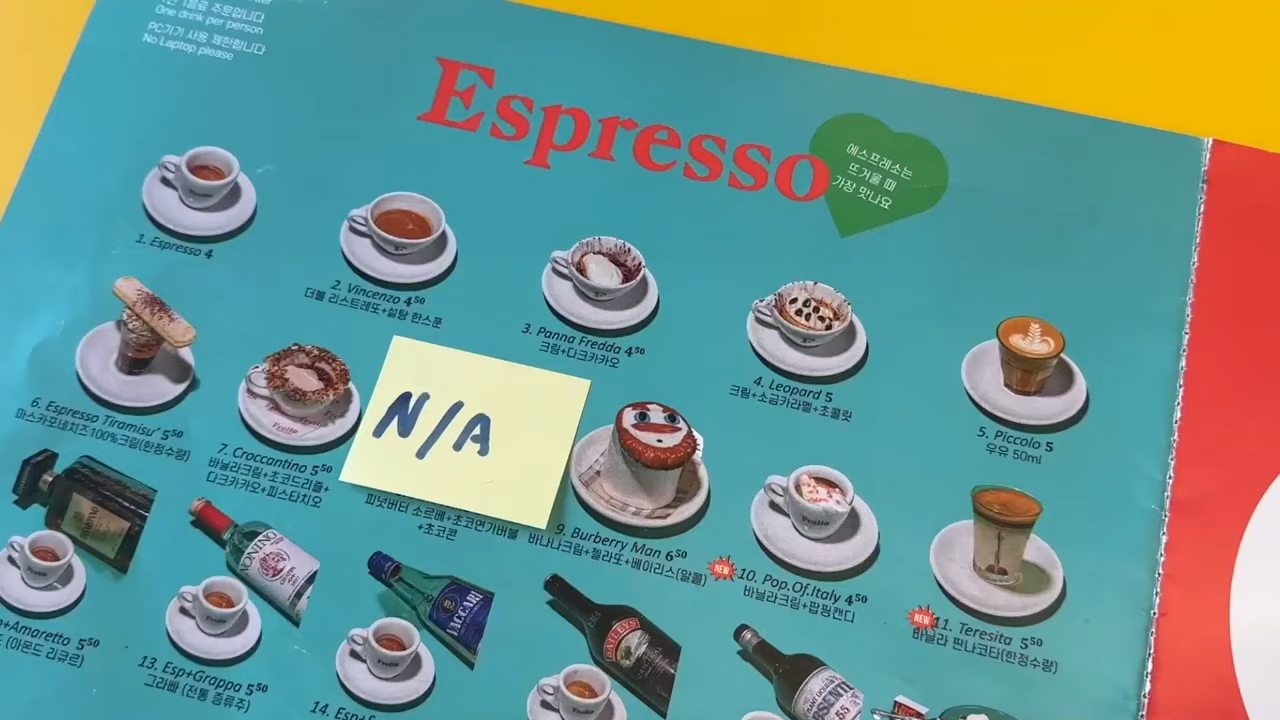 One drink per person
PC기기 사용 제한합니다
No Laptop please
Espresso
에스프레소는
뜨거울 때
가장 맛나요
1. Espresso 4
2. Vincenzo 4⁵⁰
더블 리스트레또+설탕 한스푼
3. Panna Fredda 4⁵⁰
크림+다크카카오
4. Leopard 5
크림+소금카라멜+초콜릿
5. Piccolo 5
우유 50ml
6. Espresso Tiramisu' 5⁵⁰
마스카포네치즈100%크림(한정수량)
7. Croccantino 5⁵⁰
바닐라크림+초코드리즐+
다크카카오+피스타치오
N/A
피넛버터 소르베+초코연기버블
+초코콘
9. Burberry Man 6⁵⁰
바나나크림+젤라또+베이리스(알콜)
NEW
10. Pop.Of.Italy 4⁵⁰
바닐라크림+팝핑캔디
NEW
11. Teresita 5⁵⁰
바닐라 판나코타(한정수량)
+Amaretto 5⁵⁰
(아몬드 리큐르)
13. Esp+Grappa 5⁵⁰
그라빠 (전통 증류주)
14. Esp+
NONINO
VACCARI
BAILEYS
Frolla